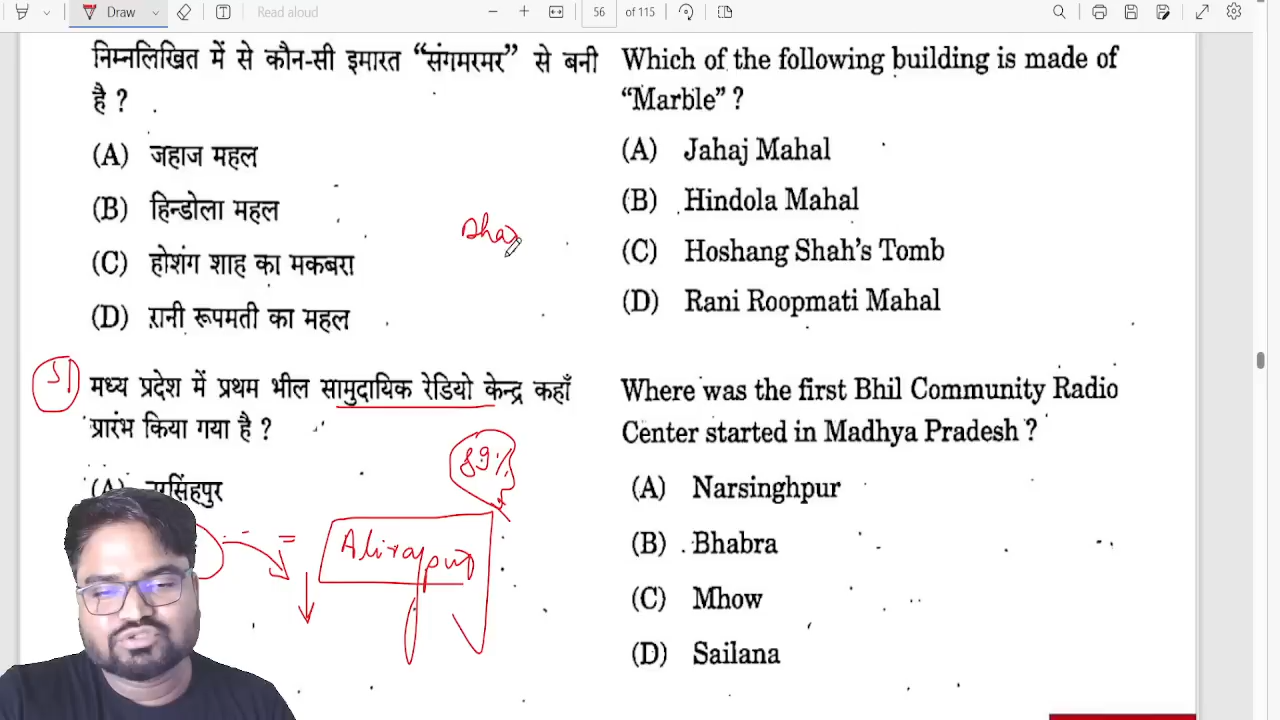 Draw
Read aloud
56
of 115
निम्नलिखित में से कौन-सी इमारत “संगमरमर” से बनी
है ?
(A) जहाज महल
(B) हिन्डोला महल
(C) होशंग शाह का मकबरा
(D) रानी रूपमती का महल
Which of the following building is made of
“Marble” ?
(A) Jahaj Mahal
(B) Hindola Mahal
(C) Hoshang Shah’s Tomb
(D) Rani Roopmati Mahal
Dhar
मध्य प्रदेश में प्रथम भील सामुदायिक रेडियो केन्द्र कहाँ
प्रारंभ किया गया है ?
(A) नरसिंहपुर
89%
Alirajpur
Where was the first Bhil Community Radio
Center started in Madhya Pradesh ?
(A) Narsinghpur
(B) Bhabra
(C) Mhow
(D) Sailana